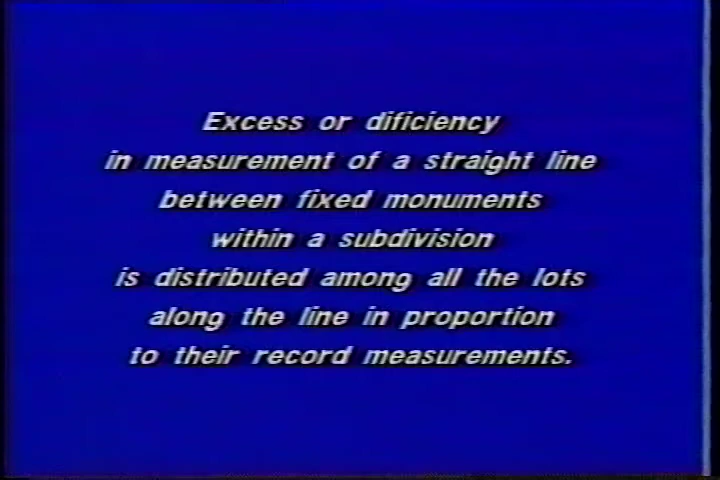 Excess or dificiency
in measurement of a straight line
between fixed monuments
within a subdivision
is distributed among all the lots
along the line in proportion
to their record measurements.